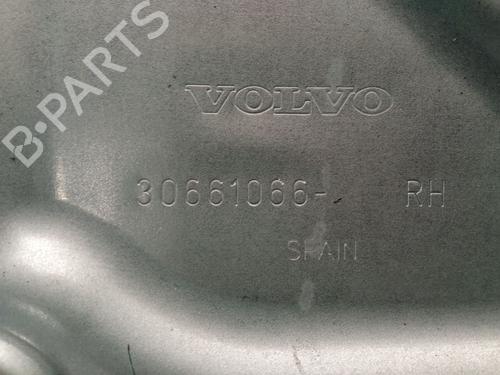 B-PARTS
VOLVO
30661066- RH
SPAIN